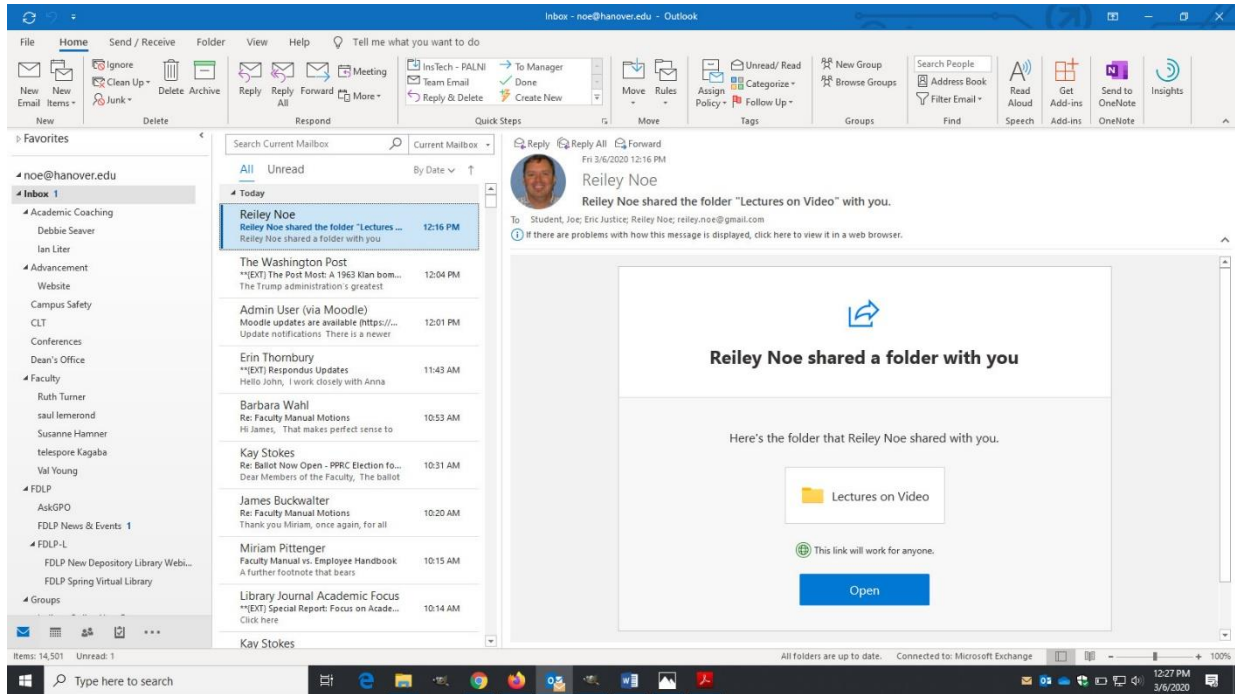 Inbox - noe@hanover.edu - Outlook
File Home Send / Receive Folder View Help Tell me what you want to do
New Email
New Items
Ignore
Clean Up
Junk
Delete Archive
Reply Reply All Forward
Meeting
More
InsTech - PALNI
Team Email
Reply & Delete
To Manager
Done
Create New
Move Rules
Assign Policy
Unread/ Read
Categorize
Follow Up
New Group
Browse Groups
Search People
Address Book
Filter Email
Read Aloud
Get Add-ins
Send to OneNote
Insights
New Delete Respond Quick Steps Move Tags Groups Find Speech Add-ins OneNote
Favorites
noe@hanover.edu
Inbox 1
Academic Coaching
Debbie Seaver
Ian Liter
Advancement
Website
Campus Safety
CLT
Conferences
Dean's Office
Faculty
Ruth Turner
saul lemerond
Susanne Hamner
telespore Kagaba
Val Young
FDLP
AskGPO
FDLP News & Events 1
FDLP-L
FDLP New Depository Library Webi...
FDLP Spring Virtual Library
Groups
Search Current Mailbox Current Mailbox
All Unread By Date
Today
Reiley Noe
Reiley Noe shared the folder "Lectures ... 12:16 PM
Reiley Noe shared a folder with you
The Washington Post
**(EXT) The Post Most: A 1963 Klan bom... 12:04 PM
The Trump administration's greatest
Admin User (via Moodle)
Moodle updates are available (https://... 12:01 PM
Update notifications There is a newer
Erin Thornbury
**(EXT) Respondus Updates 11:43 AM
Hello John, I work closely with Anna
Barbara Wahl
Re: Faculty Manual Motions 10:53 AM
Hi James, That makes perfect sense to
Kay Stokes
Re: Ballot Now Open - PPRC Election fo... 10:31 AM
Dear Members of the Faculty, The ballot
James Buckwalter
Re: Faculty Manual Motions 10:20 AM
Thank you Miriam, once again, for all
Miriam Pittenger
Faculty Manual vs. Employee Handbook 10:15 AM
A further footnote that bears
Library Journal Academic Focus
**(EXT) Special Report: Focus on Acade... 10:14 AM
Click here
Kay Stokes
Reply Reply All Forward
Fri 3/6/2020 12:16 PM
Reiley Noe
Reiley Noe shared the folder "Lectures on Video" with you.
To Student, Joe; Eric Justice; Reiley Noe; reiley.noe@gmail.com
If there are problems with how this message is displayed, click here to view it in a web browser.
Reiley Noe shared a folder with you
Here's the folder that Reiley Noe shared with you.
Lectures on Video
This link will work for anyone.
Open
Items: 14,501 Unread: 1 All folders are up to date. Connected to: Microsoft Exchange 100%
Type here to search
12:27 PM
3/6/2020